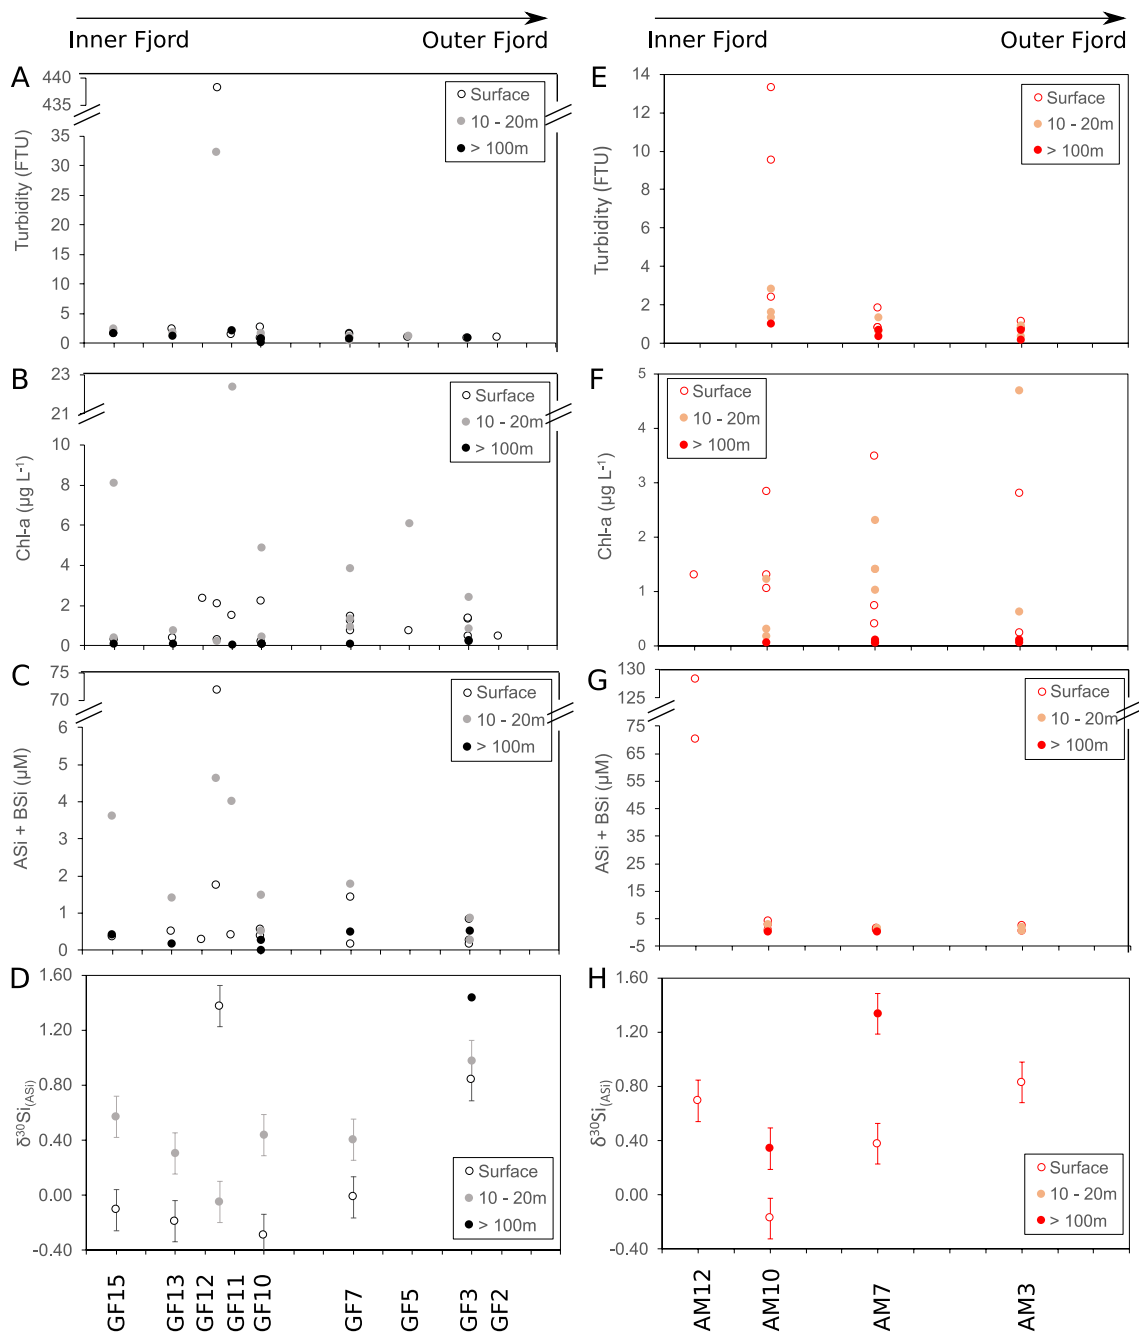 Inner Fjord
Outer Fjord
A
440
435
35
30
25
20
15
10
5
0
Turbidity (FTU)
Surface
10 - 20m
> 100m
B
23
21
10
8
6
4
2
0
Chl-a (µg L⁻¹)
Surface
10 - 20m
> 100m
C
75
70
6
5
4
3
2
1
0
ASi + BSi (µM)
Surface
10 - 20m
> 100m
D
1.60
1.20
0.80
0.40
0.00
-0.40
δ³⁰Si(ASi)
Surface
10 - 20m
> 100m
GF15
GF13
GF12
GF11
GF10
GF7
GF5
GF3
GF2
Inner Fjord
Outer Fjord
E
14
12
10
8
6
4
2
0
Turbidity (FTU)
Surface
10 - 20m
> 100m
F
5
4
3
2
1
0
Chl-a (µg L⁻¹)
Surface
10 - 20m
> 100m
G
130
125
75
65
55
45
35
25
15
5
-5
ASi + BSi (µM)
Surface
10 - 20m
> 100m
H
1.60
1.20
0.80
0.40
0.00
-0.40
δ³⁰Si(ASi)
Surface
10 - 20m
> 100m
AM12
AM10
AM7
AM3